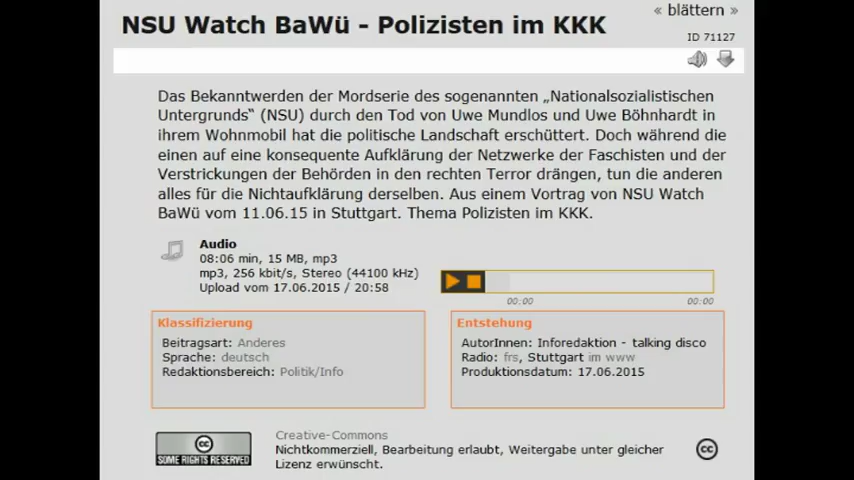 « blättern »
NSU Watch BaWü - Polizisten im KKK
ID 71127
Das Bekanntwerden der Mordserie des sogenannten „Nationalsozialistischen
Untergrunds“ (NSU) durch den Tod von Uwe Mundlos und Uwe Böhnhardt in
ihrem Wohnmobil hat die politische Landschaft erschüttert. Doch während die
einen auf eine konsequente Aufklärung der Netzwerke der Faschisten und der
Verstrickungen der Behörden in den rechten Terror drängen, tun die anderen
alles für die Nichtaufklärung derselben. Aus einem Vortrag von NSU Watch
BaWü vom 11.06.15 in Stuttgart. Thema Polizisten im KKK.
Audio
08:06 min, 15 MB, mp3
mp3, 256 kbit/s, Stereo (44100 kHz)
Upload vom 17.06.2015 / 20:58
00:00 00:00
Klassifizierung
Beitragsart: Anderes
Sprache: deutsch
Redaktionsbereich: Politik/Info
Entstehung
AutorInnen: Inforedaktion - talking disco
Radio: frs, Stuttgart im www
Produktionsdatum: 17.06.2015
cc
SOME RIGHTS RESERVED
Creative-Commons
Nichtkommerziell, Bearbeitung erlaubt, Weitergabe unter gleicher
Lizenz erwünscht.
cc